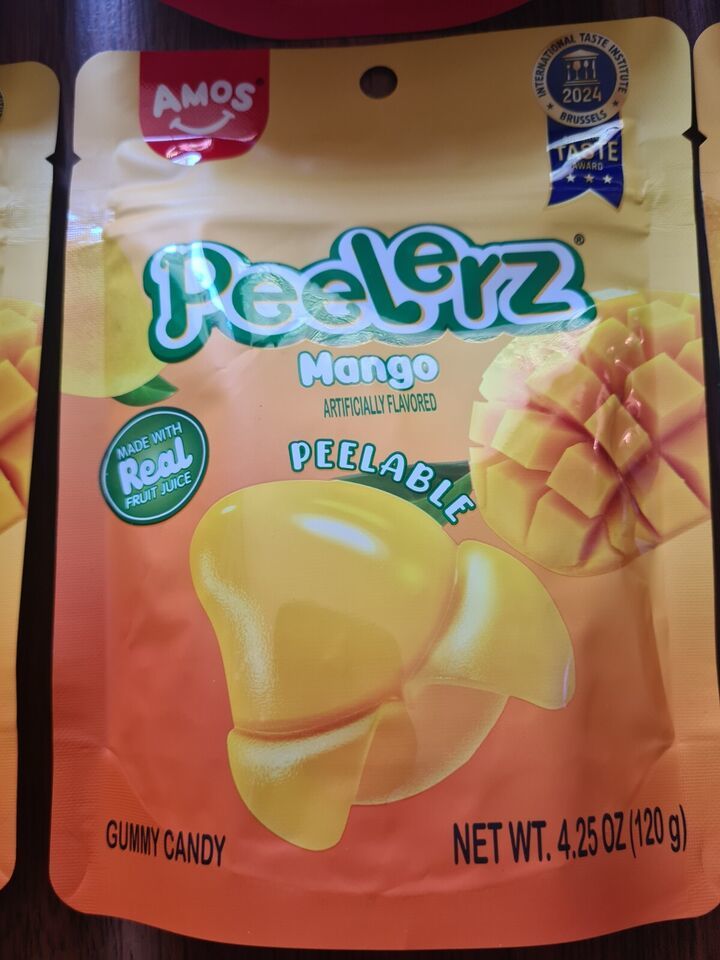 AMOS®
INTERNATIONAL TASTE INSTITUTE
2024
BRUSSELS
TASTE
AWARD
Peelerz®
Mango
ARTIFICIALLY FLAVORED
MADE WITH
Real
FRUIT JUICE
PEELABLE
GUMMY CANDY
NET WT. 4.25 OZ (120 g)